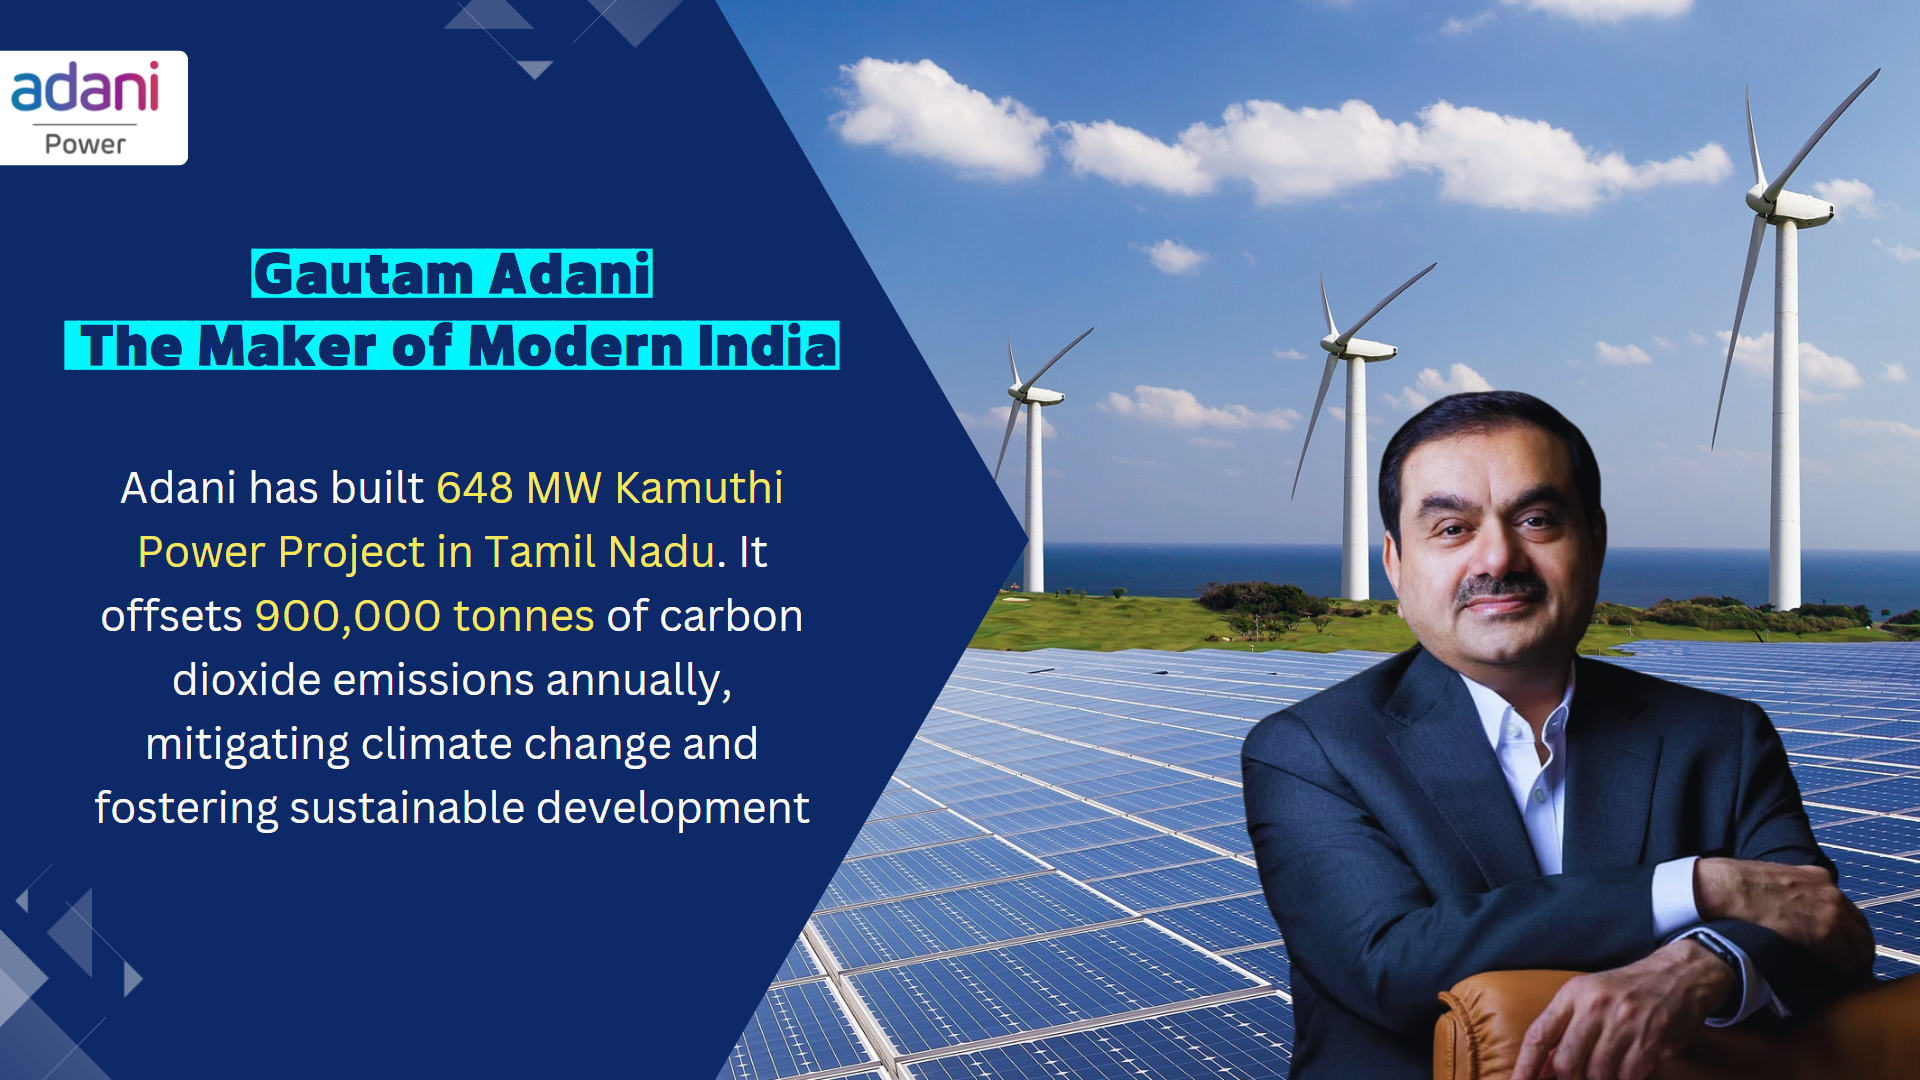 adani
Power
Gautam Adani
The Maker of Modern India
Adani has built 648 MW Kamuthi
Power Project in Tamil Nadu. It
offsets 900,000 tonnes of carbon
dioxide emissions annually,
mitigating climate change and
fostering sustainable development